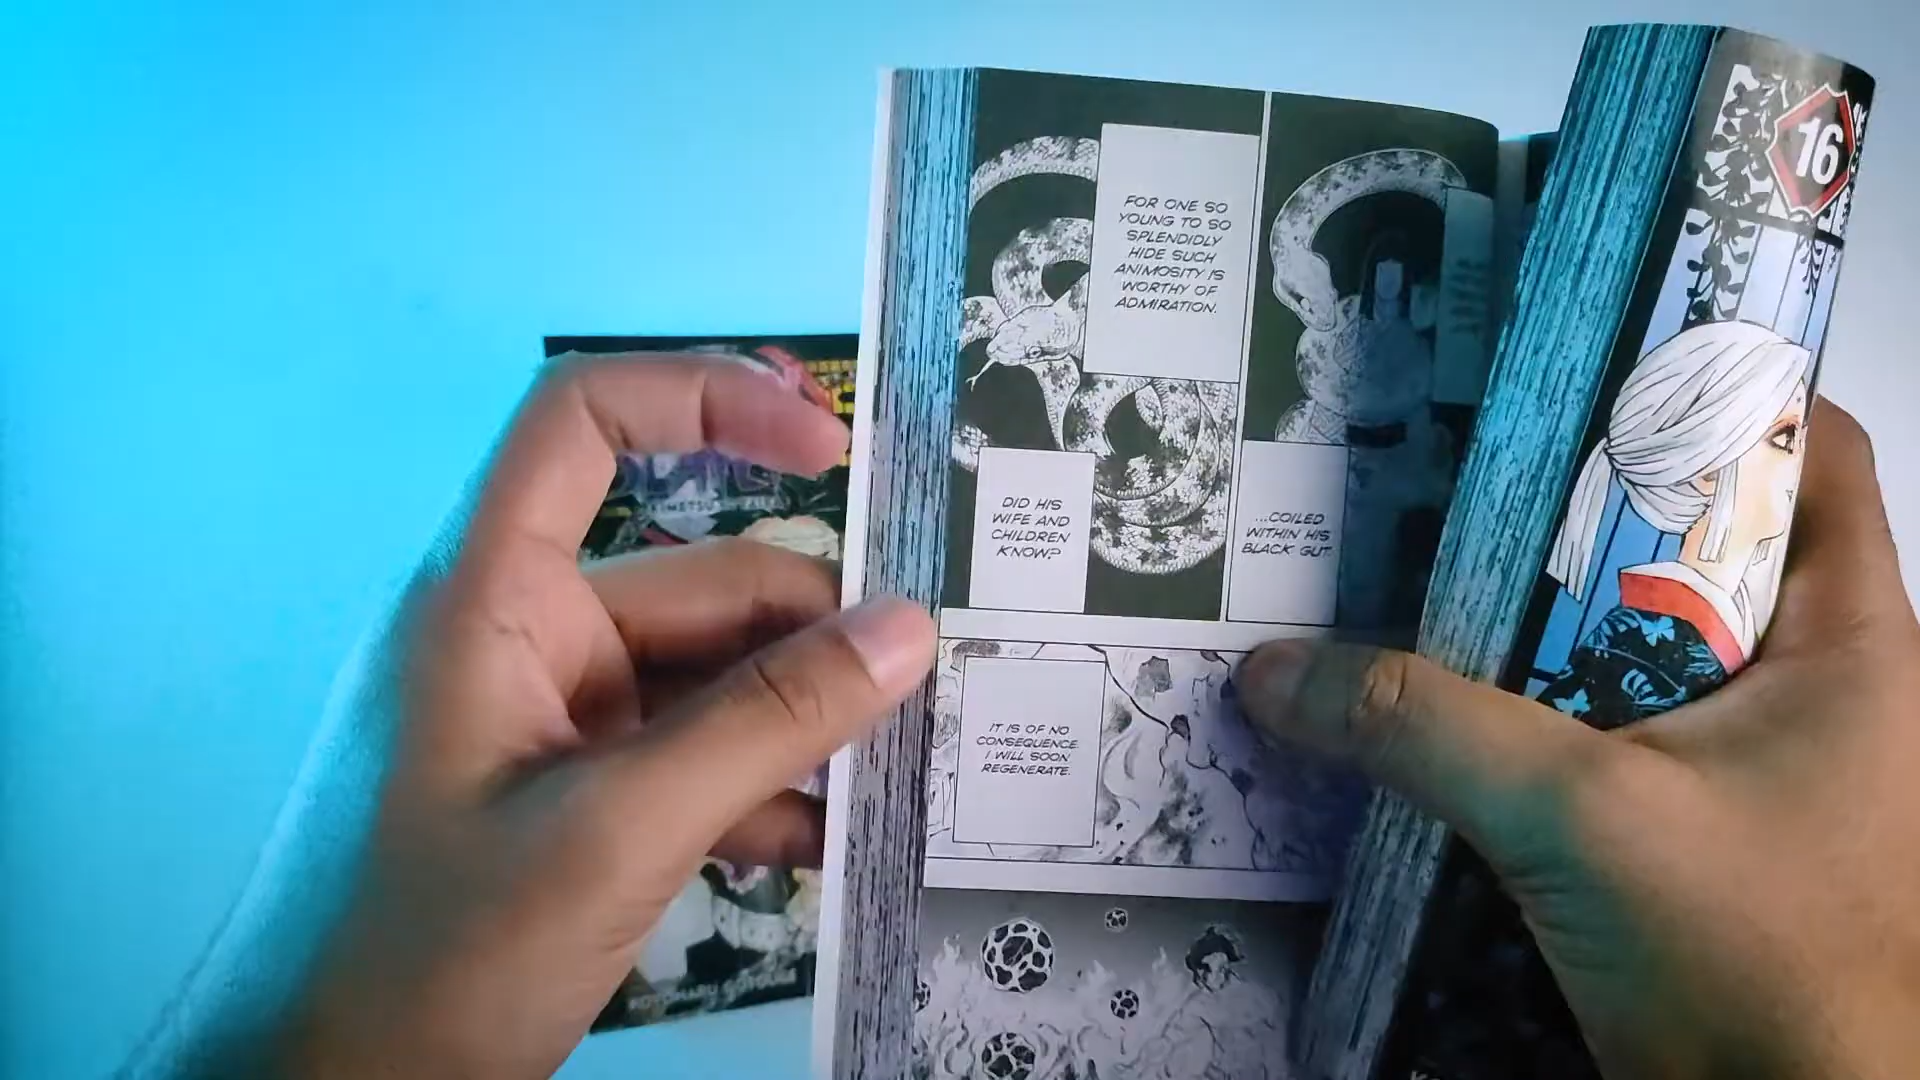 FOR ONE SO
YOUNG TO SO
SPLENDIDLY
HIDE SUCH
ANIMOSITY IS
WORTHY OF
ADMIRATION.
DID HIS
WIFE AND
CHILDREN
KNOW?
...COILED
WITHIN HIS
BLACK GUT.
IT IS OF NO
CONSEQUENCE.
I WILL SOON
REGENERATE.
16